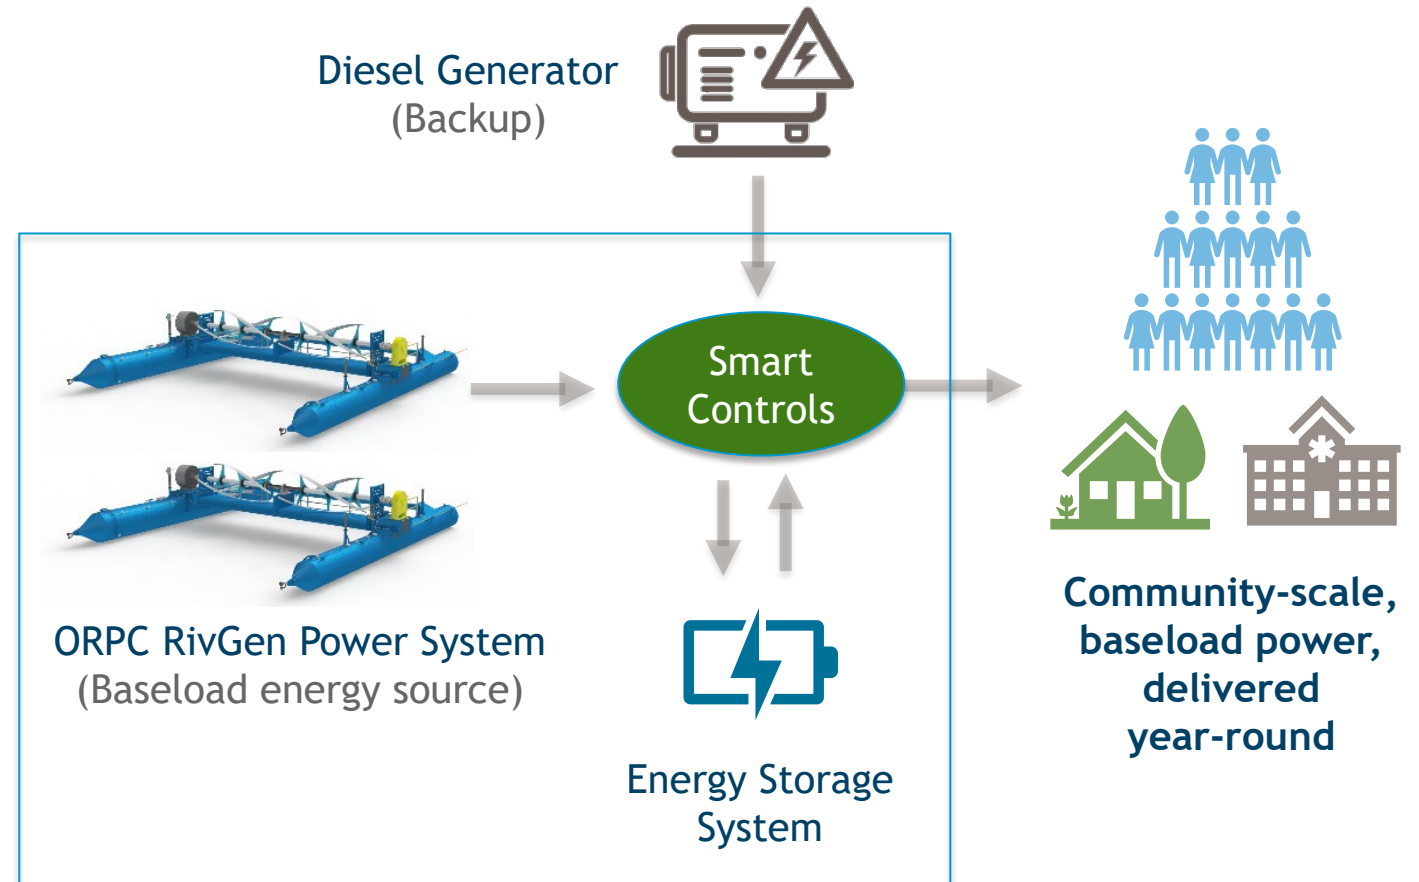 Diesel Generator
(Backup)
Smart
Controls
ORPC RivGen Power System
(Baseload energy source)
Energy Storage
System
Community-scale,
baseload power,
delivered
year-round